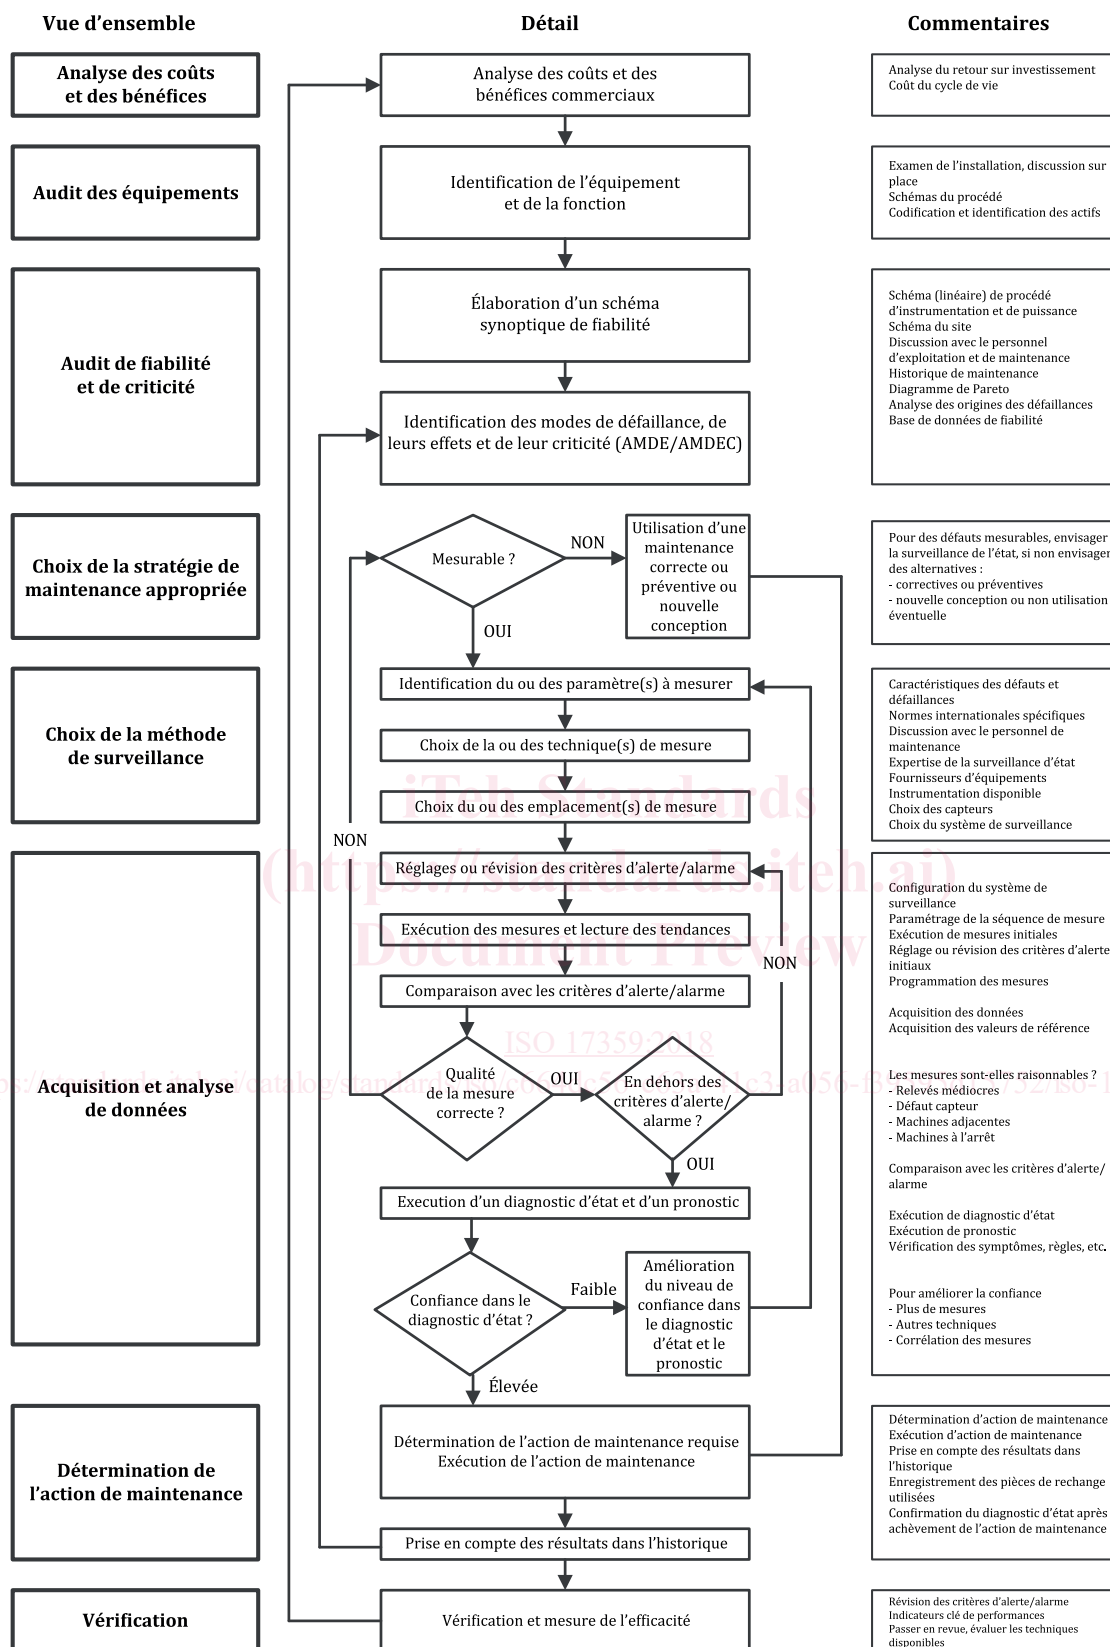 Vue d'ensemble
Détail
Commentaires
Analyse des coûts
et des bénéfices
Analyse des coûts et des
bénéfices commerciaux
Analyse du retour sur investissement
Coût du cycle de vie
Audit des équipements
Identification de l'équipement
et de la fonction
Examen de l'installation, discussion sur
place
Schémas du procédé
Codification et identification des actifs
Audit de fiabilité
et de criticité
Élaboration d'un schéma
synoptique de fiabilité
Identification des modes de défaillance, de
leurs effets et de leur criticité (AMDE/AMDEC)
Schéma (linéaire) de procédé
d'instrumentation et de puissance
Schéma du site
Discussion avec le personnel
d'exploitation et de maintenance
Historique de maintenance
Diagramme de Pareto
Analyse des origines des défaillances
Base de données de fiabilité
Choix de la stratégie de
maintenance appropriée
Mesurable ?
NON
Utilisation d'une
maintenance
correcte ou
préventive ou
nouvelle
conception
OUI
Pour des défauts mesurables, envisager
la surveillance de l'état, si non envisager
des alternatives :
- correctives ou préventives
- nouvelle conception ou non utilisation
éventuelle
Choix de la méthode
de surveillance
Identification du ou des paramètre(s) à mesurer
Choix de la ou des technique(s) de mesure
Choix du ou des emplacement(s) de mesure
Caractéristiques des défauts et
défaillances
Normes internationales spécifiques
Discussion avec le personnel de
maintenance
Expertise de la surveillance d'état
Fournisseurs d'équipements
Instrumentation disponible
Choix des capteurs
Choix du système de surveillance
iTeh Standards
(https://standards.iteh.ai)
Document Preview
ISO 17359:2018
NON
Acquisition et analyse
de données
Réglages ou révision des critères d'alerte/alarme
Exécution des mesures et lecture des tendances
NON
Comparaison avec les critères d'alerte/alarme
Qualité
de la mesure
correcte ?
OUI
En dehors des
critères d'alerte/
alarme ?
OUI
Execution d'un diagnostic d'état et d'un pronostic
Confiance dans le
diagnostic d'état ?
Faible
Amélioration
du niveau de
confiance dans
le diagnostic
d'état et le
pronostic
Élevée
Configuration du système de
surveillance
Paramétrage de la séquence de mesure
Exécution de mesures initiales
Réglage ou révision des critères d'alerte
initiaux
Programmation des mesures
Acquisition des données
Acquisition des valeurs de référence
Les mesures sont-elles raisonnables ?
- Relevés médiocres
- Défaut capteur
- Machines adjacentes
- Machines à l'arrêt
Comparaison avec les critères d'alerte/
alarme
Exécution de diagnostic d'état
Exécution de pronostic
Vérification des symptômes, règles, etc.
Pour améliorer la confiance
- Plus de mesures
- Autres techniques
- Corrélation des mesures
Détermination de
l'action de maintenance
Détermination de l'action de maintenance requise
Exécution de l'action de maintenance
Prise en compte des résultats dans l'historique
Détermination d'action de maintenance
Exécution d'action de maintenance
Prise en compte des résultats dans
l'historique
Enregistrement des pièces de rechange
utilisées
Confirmation du diagnostic d'état après
achèvement de l'action de maintenance
Vérification
Vérification et mesure de l'efficacité
Révision des critères d'alerte/alarme
Indicateurs clé de performances
Passer en revue, évaluer les techniques
disponibles